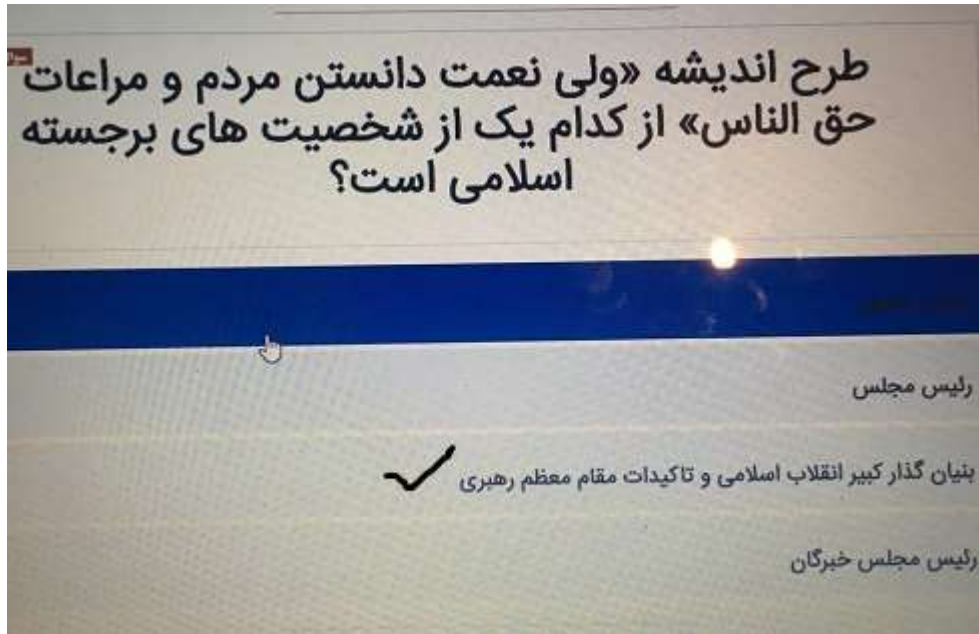 طرح اندیشه «ولی نعمت دانستن مردم و مراعات
حق الناس» از کدام یک از شخصیت های برجسته
اسلامی است؟
رئیس مجلس
بنیان گذار کبیر انقلاب اسلامی و تاکیدات مقام معظم رهبری
رئیس مجلس خبرگان